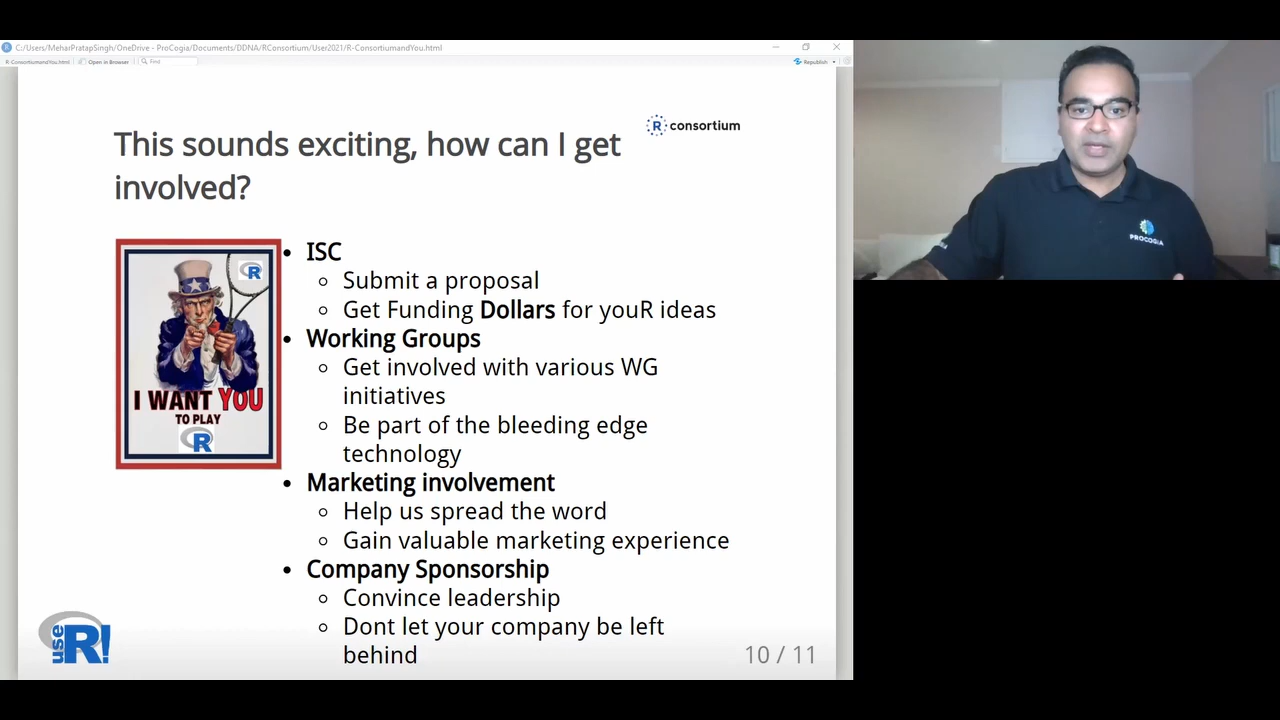 C:/Users/MeharPratapSingh/OneDrive - ProCogia/Documents/DDNA/RConsortium/User2021/R-ConsortiumandYou.html
R-ConsortiumandYou.html
Open in Browser
Find
Republish
This sounds exciting, how can I get
involved?
R consortium
ISC
Submit a proposal
Get Funding Dollars for youR ideas
Working Groups
Get involved with various WG
initiatives
Be part of the bleeding edge
technology
Marketing involvement
Help us spread the word
Gain valuable marketing experience
Company Sponsorship
Convince leadership
Dont let your company be left
behind
R
I WANT YOU
TO PLAY
R
use R!
10 / 11
PROCOGIA